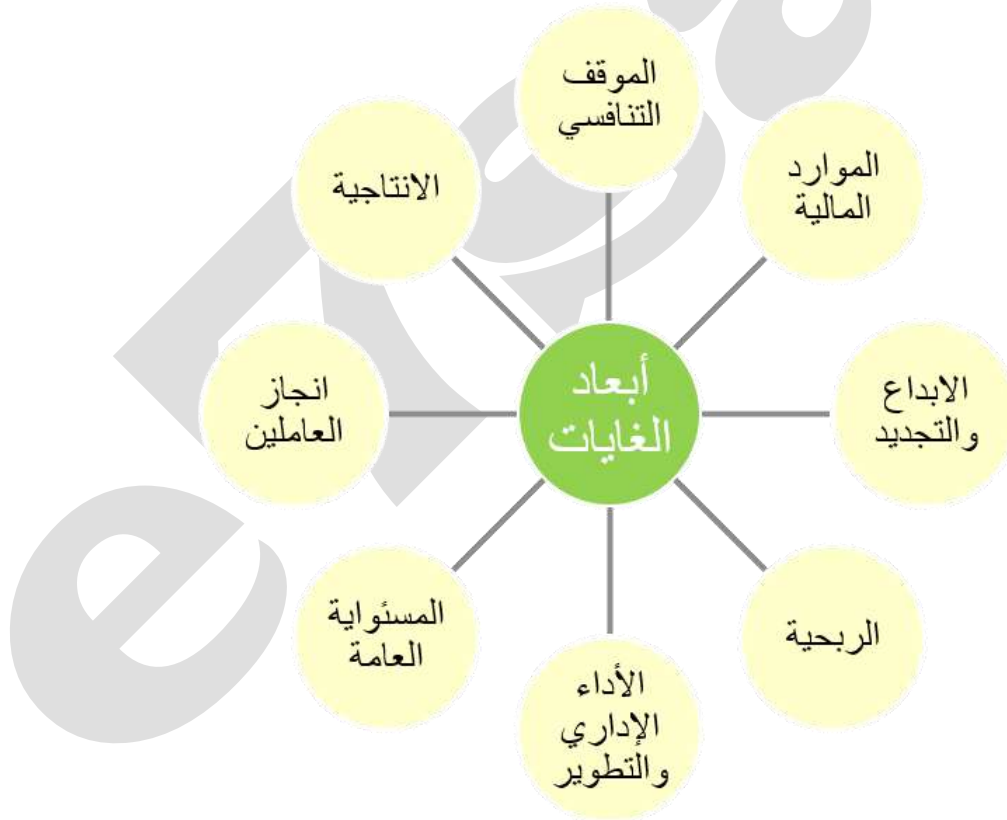 الموقف
التنافسي
الموارد
المالية
الابداع
والتجديد
الربحية
الأداء
الإداري
والتطوير
المسئواية
العامة
انجاز
العاملين
الانتاجية
أبعاد
الغايات